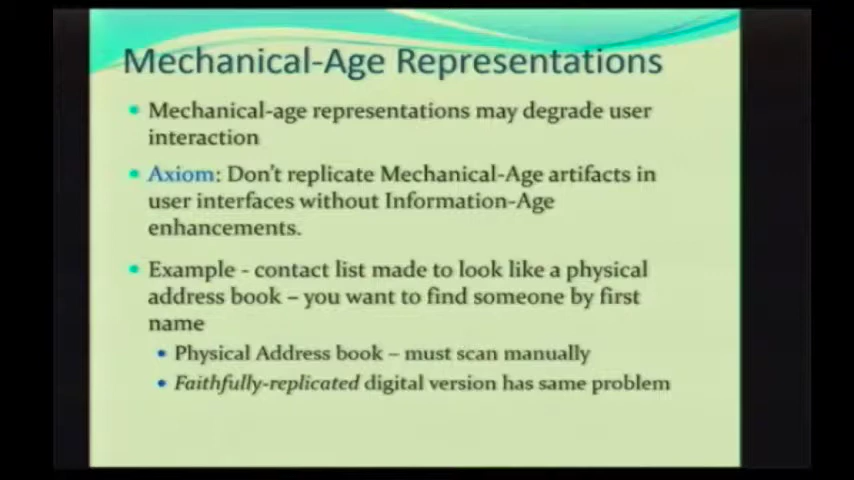 Mechanical-Age Representations
Mechanical-age representations may degrade user
interaction
Axiom: Don't replicate Mechanical-Age artifacts in
user interfaces without Information-Age
enhancements.
Example - contact list made to look like a physical
address book – you want to find someone by first
name
Physical Address book – must scan manually
Faithfully-replicated digital version has same problem